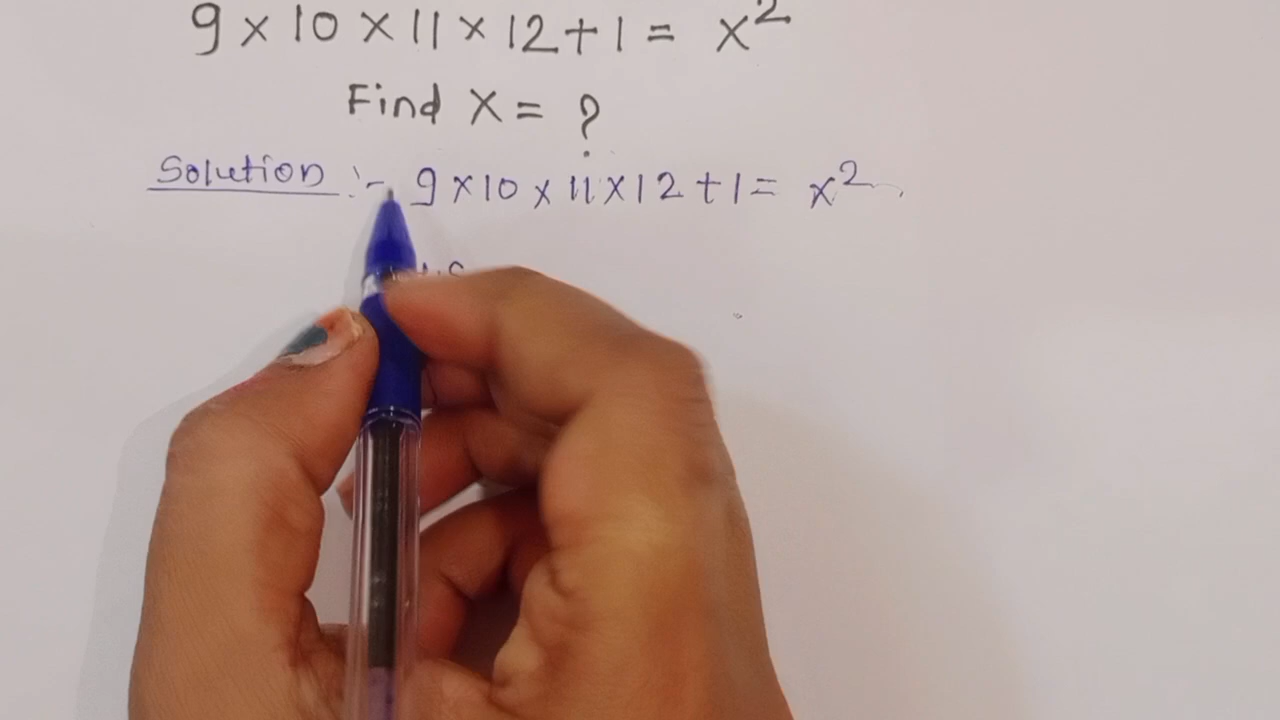 9 × 10 × 11 × 12 + 1 = x²
Find X = ?
Solution :- 9 × 10 × 11 × 12 + 1 = x²